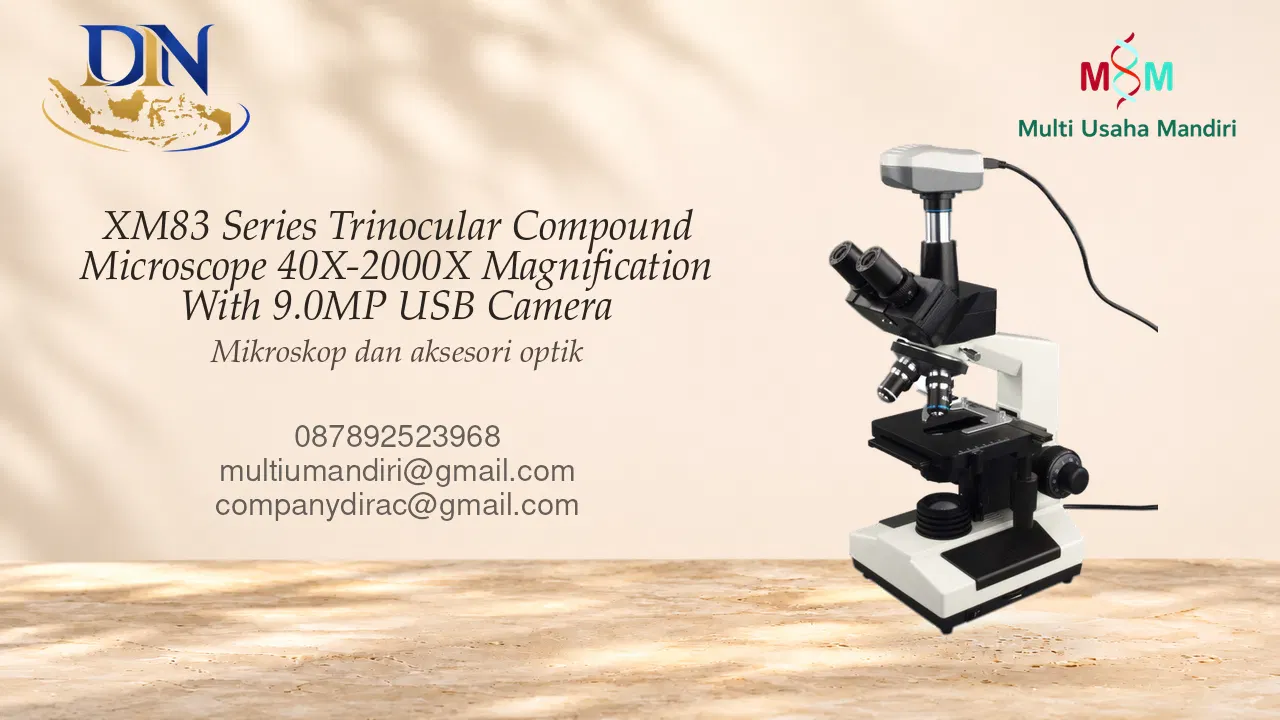 DIN
M M
Multi Usaha Mandiri
XM83 Series Trinocular Compound
Microscope 40X-2000X Magnification
With 9.0MP USB Camera
Mikroskop dan aksesori optik
087892523968
multiumandiri@gmail.com
companydirac@gmail.com